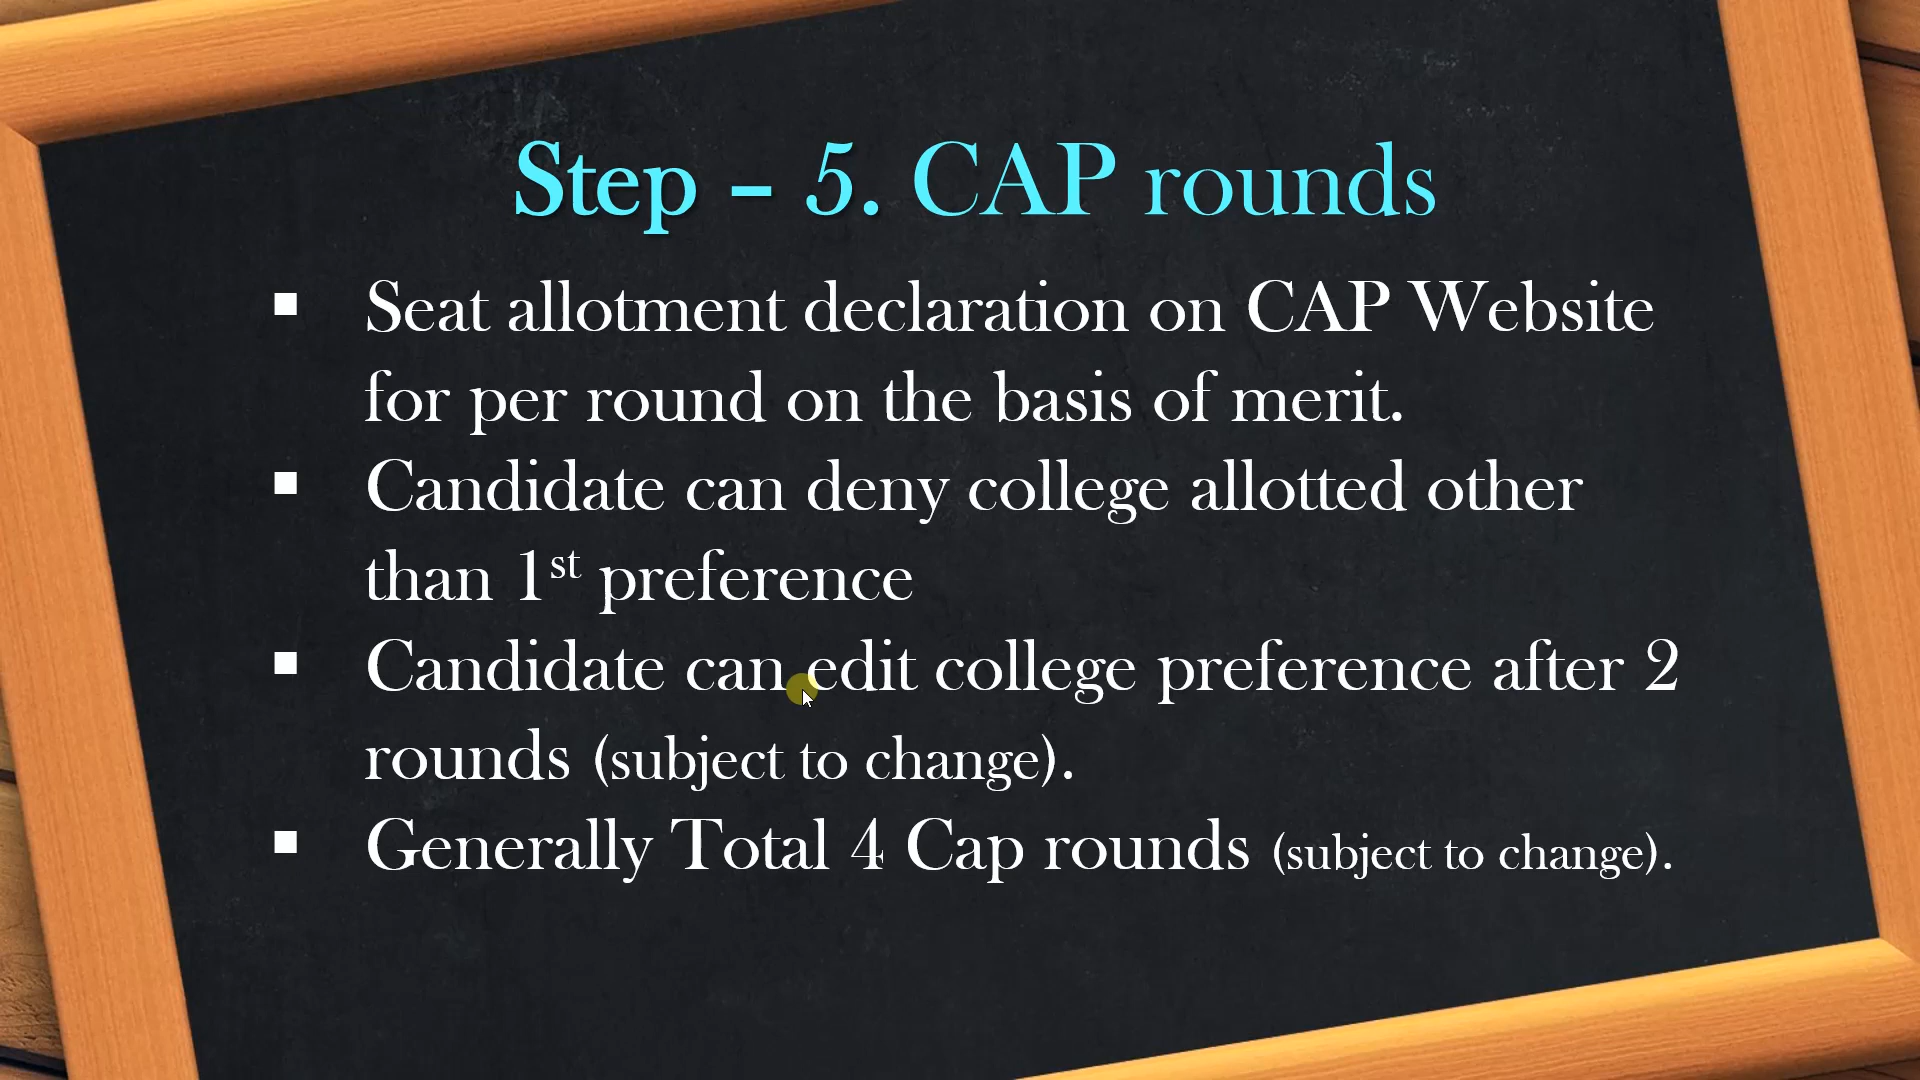 Step – 5. CAP rounds
▪ Seat allotment declaration on CAP Website
for per round on the basis of merit.
▪ Candidate can deny college allotted other
than 1st preference
▪ Candidate can edit college preference after 2
rounds (subject to change).
▪ Generally Total 4 Cap rounds (subject to change).